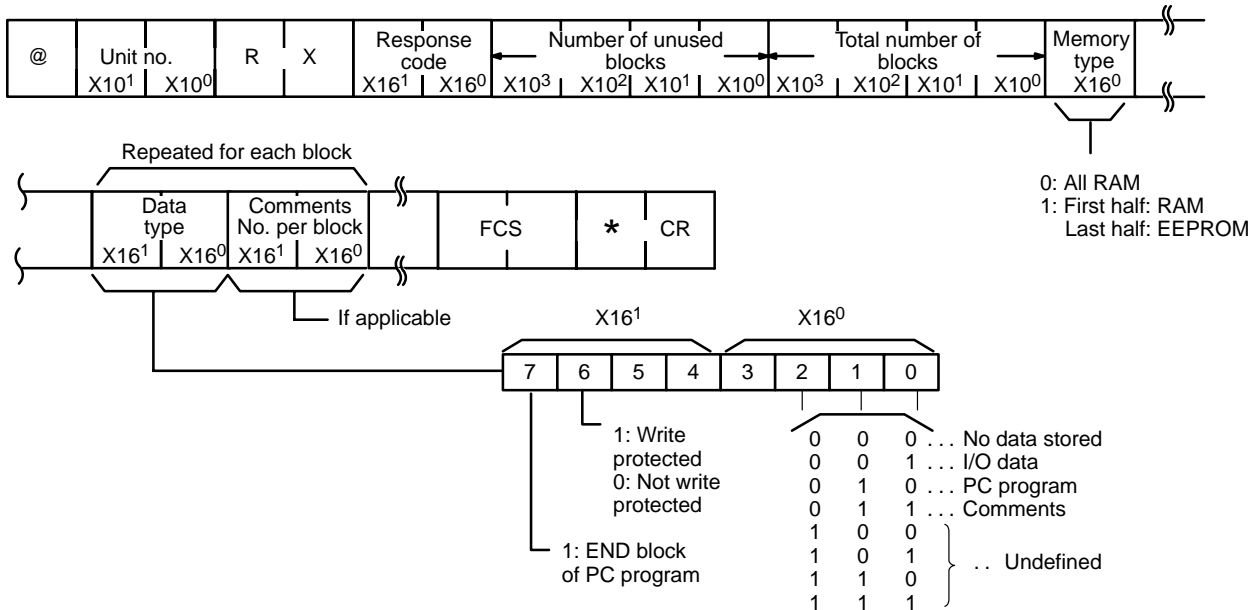 @ Unit no. R X Response code Number of unused blocks Total number of blocks Memory type
X10¹ X10⁰ X16¹ X16⁰ X10³ X10² X10¹ X10⁰ X10³ X10² X10¹ X10⁰ X16⁰
0: All RAM
1: First half: RAM
Last half: EEPROM
Repeated for each block
Data type Comments No. per block FCS * CR
X16¹ X16⁰ X16¹ X16⁰
If applicable
X16¹ X16⁰
7 6 5 4 3 2 1 0
1: Write
protected
0: Not write
protected
1: END block
of PC program
0 0 0 . . . No data stored
0 0 1 . . . I/O data
0 1 0 . . . PC program
0 1 1 . . . Comments
1 0 0
1 0 1
. . Undefined
1 1 0
1 1 1